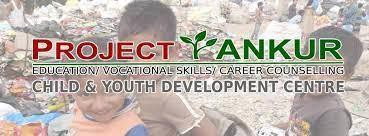 PROJECT ANKUR
EDUCATION/ VOCATIONAL SKILLS/ CAREER COUNSELLING
CHILD & YOUTH DEVELOPMENT CENTRE